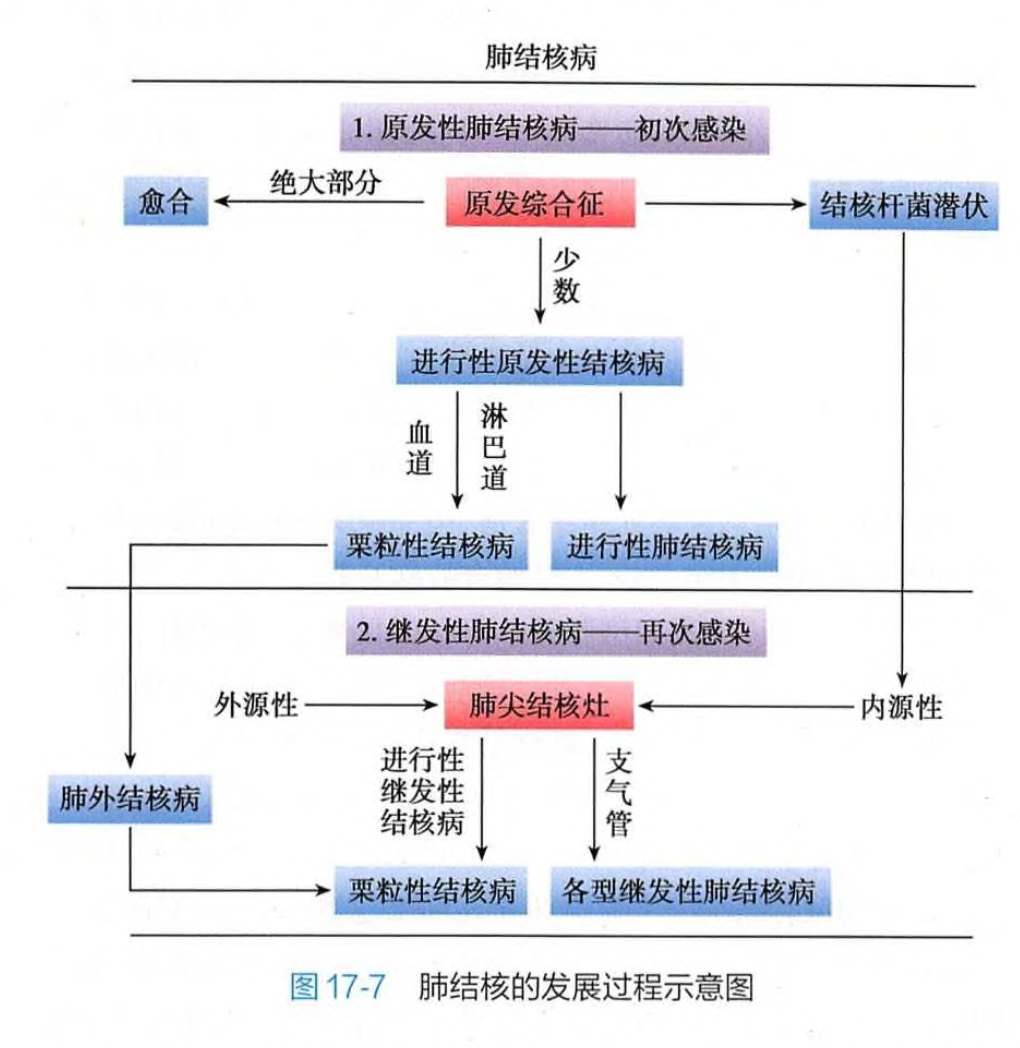 肺结核病
1. 原发性肺结核病——初次感染
愈合
绝大部分
原发综合征
结核杆菌潜伏
少数
进行性原发性结核病
血道
淋巴道
粟粒性结核病
进行性肺结核病
2. 继发性肺结核病——再次感染
外源性
肺尖结核灶
内源性
进行性
继发性
结核病
支气管
肺外结核病
粟粒性结核病
各型继发性肺结核病
图 17-7 肺结核的发展过程示意图